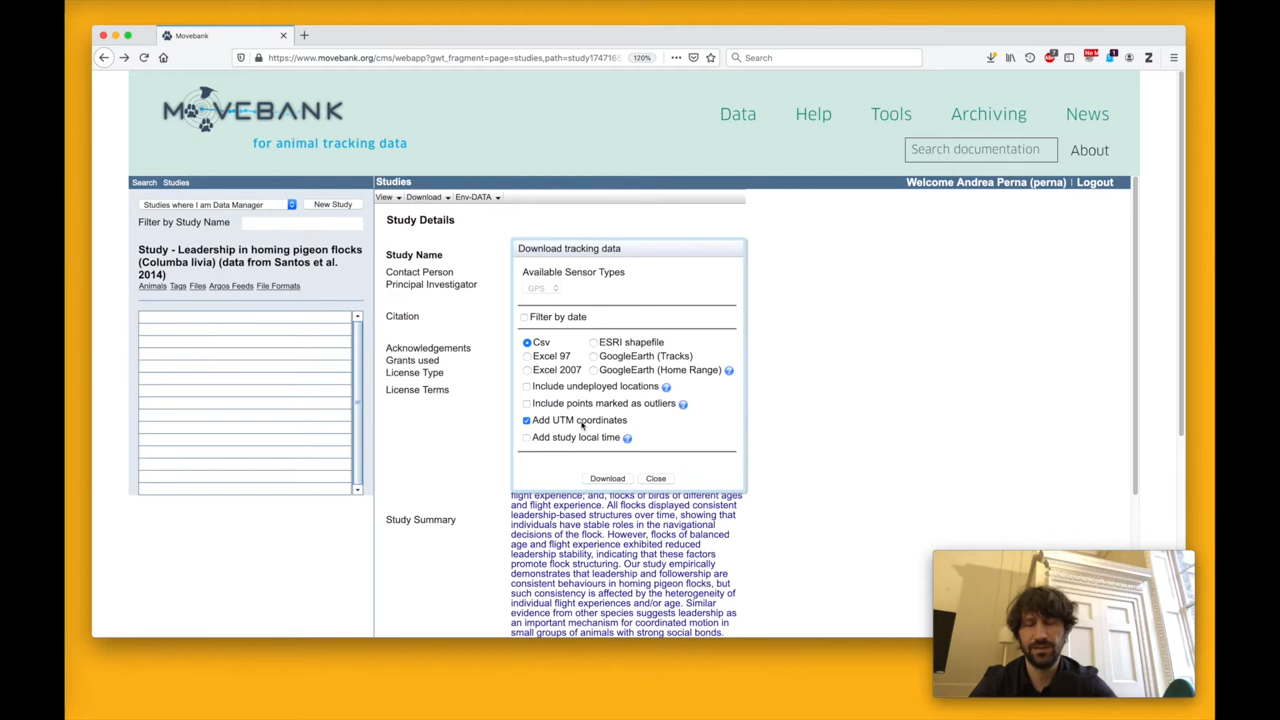 Movebank
https://www.movebank.org/cms/webapp?gwt_fragment=page=studies,path=study174716
120%
Search
7
No M
1
Z
MOVEBANK
for animal tracking data
Data
Help
Tools
Archiving
News
Search documentation
About
Search Studies
Studies
Welcome Andrea Perna (perna) | Logout
Studies where I am Data Manager
New Study
Filter by Study Name
Study - Leadership in homing pigeon flocks
(Columba livia) (data from Santos et al.
2014)
Animals Tags Files Argos Feeds File Formats
View Download Env-DATA
Study Details
Study Name
Contact Person
Principal Investigator
Citation
Acknowledgements
Grants used
License Type
License Terms
Study Summary
Download tracking data
Available Sensor Types
GPS
Filter by date
Csv ESRI shapefile
Excel 97 GoogleEarth (Tracks)
Excel 2007 GoogleEarth (Home Range) ?
Include undeployed locations ?
Include points marked as outliers ?
Add UTM coordinates
Add study local time ?
Download Close
flight experience; and, flocks of birds of different ages
and flight experience. All flocks displayed consistent
leadership-based structures over time, showing that
individuals have stable roles in the navigational
decisions of the flock. However, flocks of balanced
age and flight experience exhibited reduced
leadership stability, indicating that these factors
promote flock structuring. Our study empirically
demonstrates that leadership and followership are
consistent behaviours in homing pigeon flocks, but
such consistency is affected by the heterogeneity of
individual flight experiences and/or age. Similar
evidence from other species suggests leadership as
an important mechanism for coordinated motion in
small groups of animals with strong social bonds.